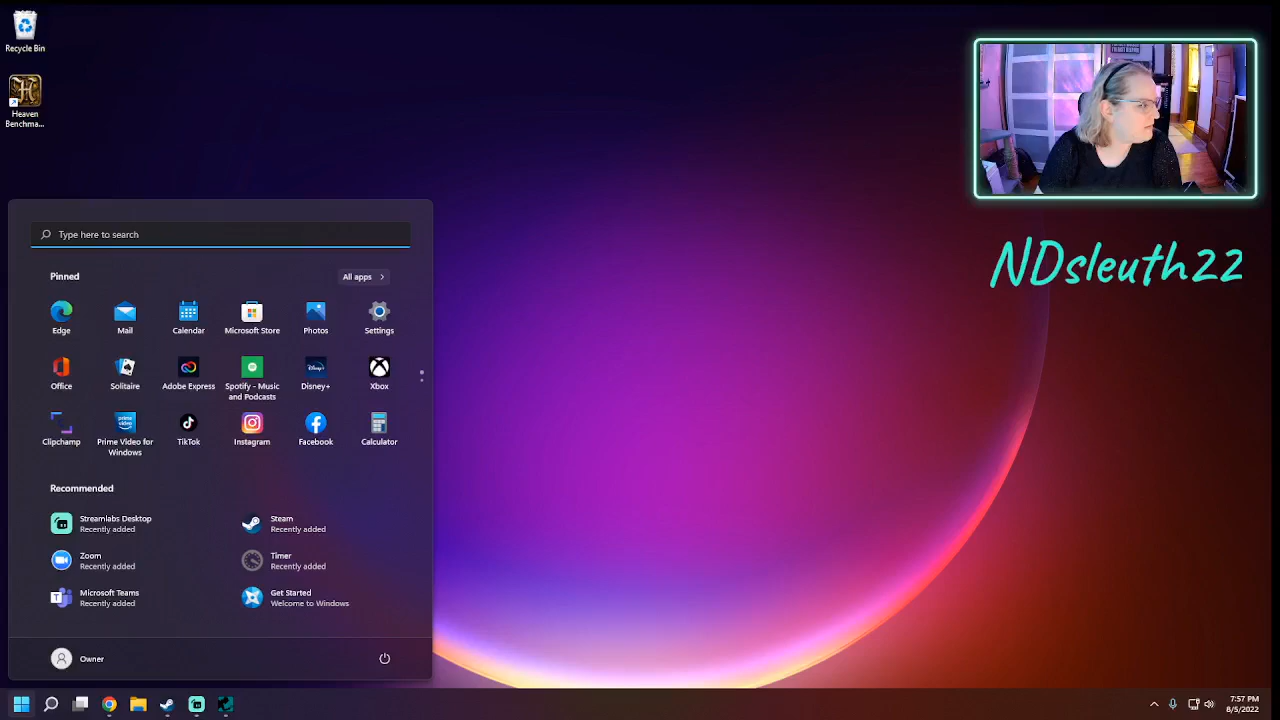 Recycle Bin
Heaven
Benchma...
Type here to search
Pinned
All apps
Edge
Mail
Calendar
Microsoft Store
Photos
Settings
Office
Solitaire
Adobe Express
Spotify - Music
and Podcasts
Disney+
Xbox
Clipchamp
Prime Video for
Windows
TikTok
Instagram
Facebook
Calculator
Recommended
Streamlabs Desktop
Recently added
Steam
Recently added
Zoom
Recently added
Timer
Recently added
Microsoft Teams
Recently added
Get Started
Welcome to Windows
Owner
NDsleuth22
7:57 PM
8/5/2022